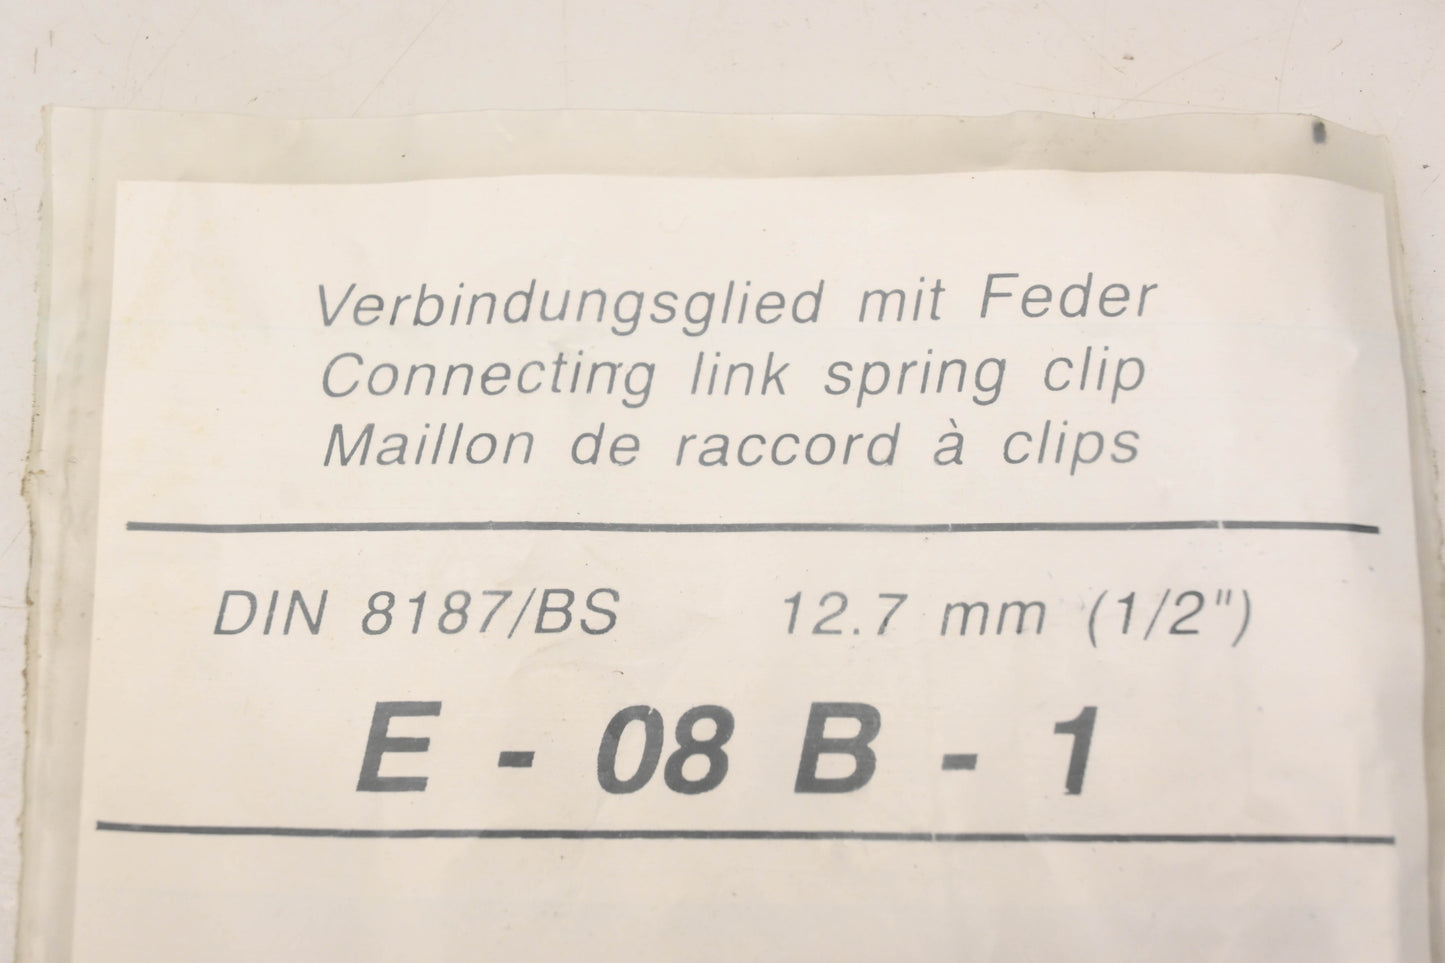 Verbindungsglied mit Feder
Connecting link spring clip
Maillon de raccord à clips
DIN 8187/BS 12.7 mm (1/2")
E - 08 B - 1